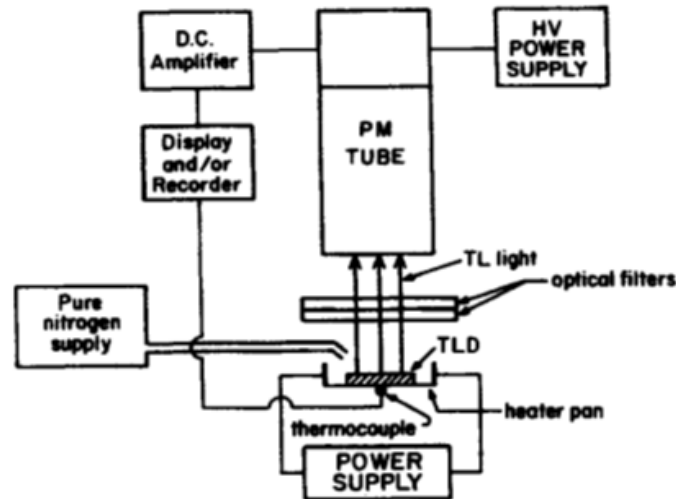 D.C.
Amplifier
HV
POWER
SUPPLY
PM
TUBE
Display
and/or
Recorder
TL light
optical filters
Pure
nitrogen
supply
TLD
heater pan
thermocouple
POWER
SUPPLY